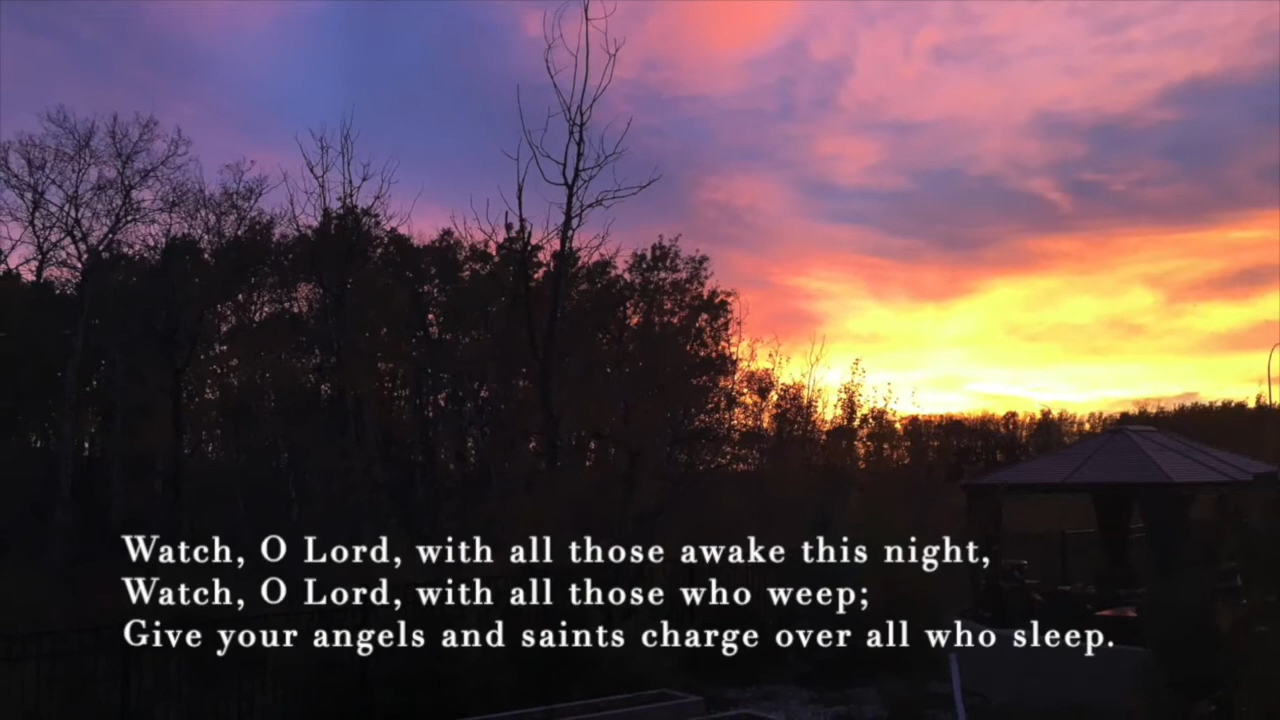 Watch, O Lord, with all those awake this night,
Watch, O Lord, with all those who weep;
Give your angels and saints charge over all who sleep.